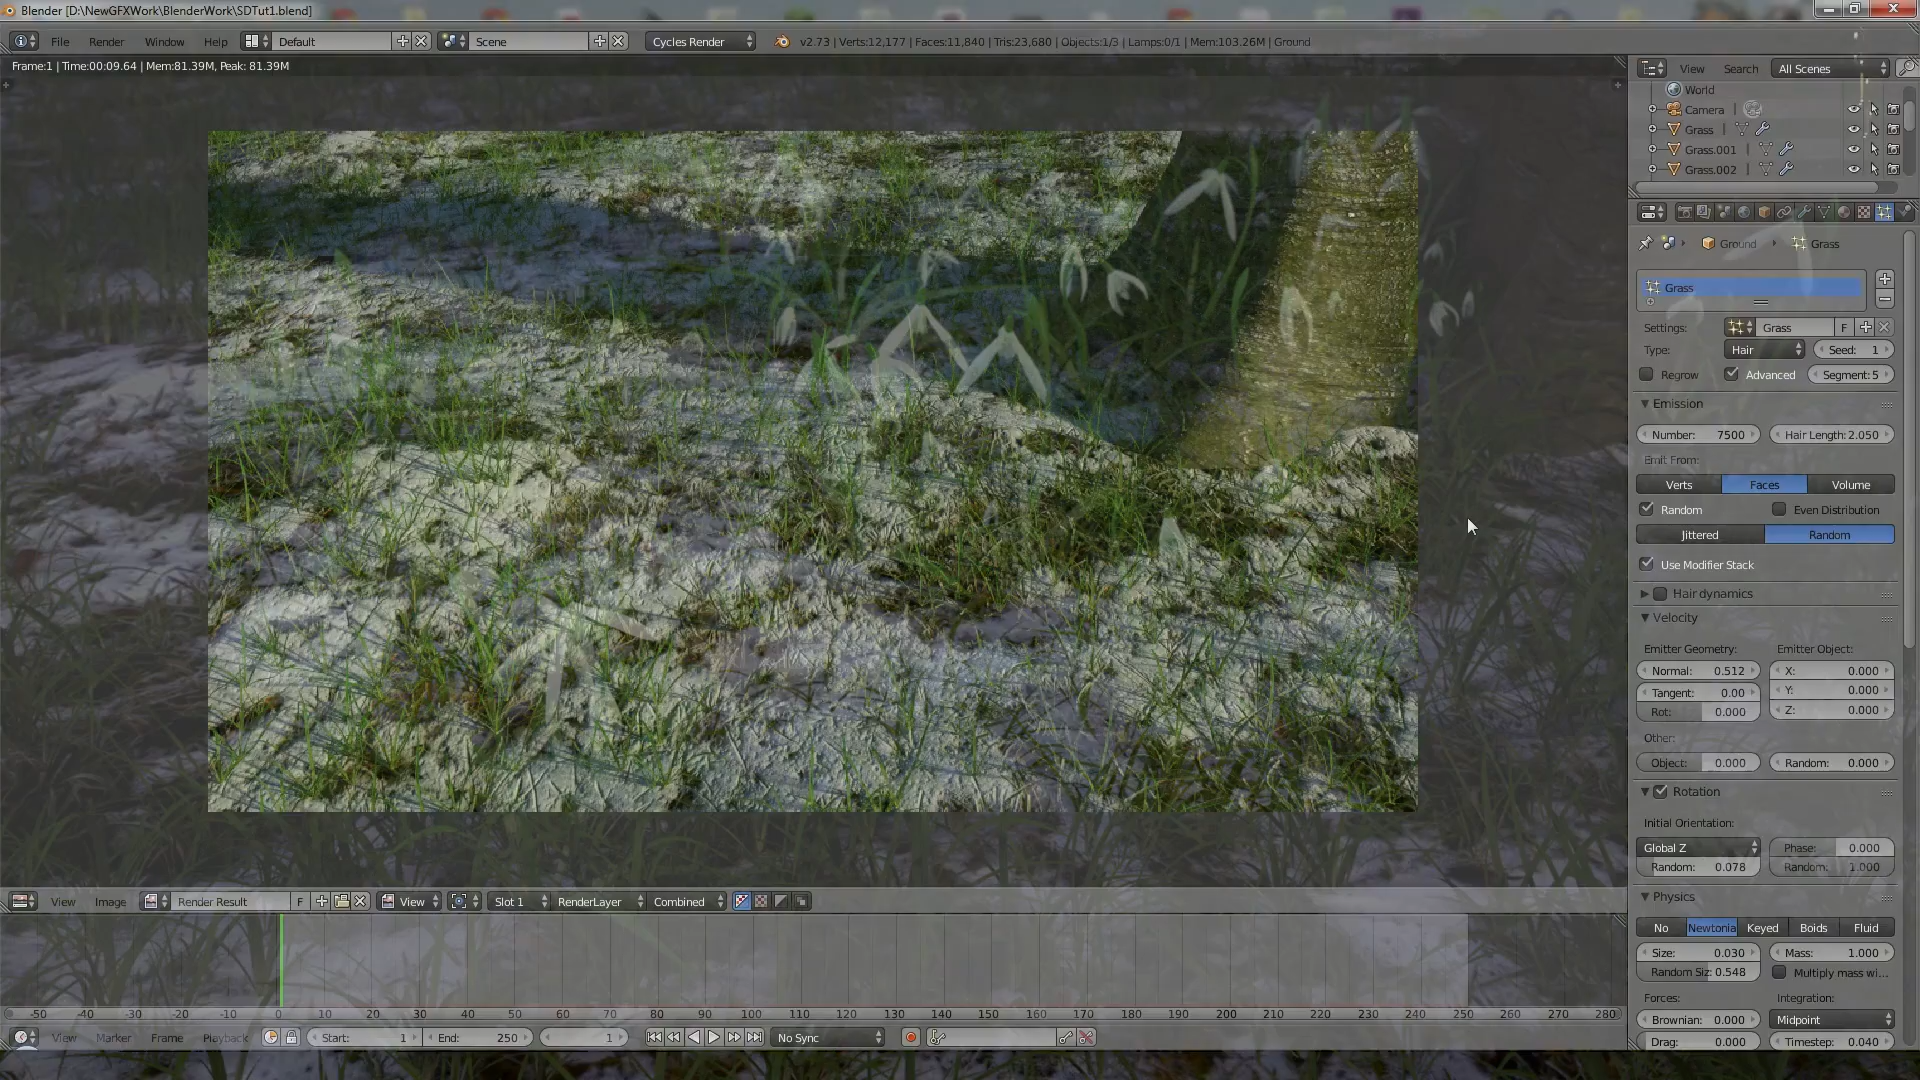 Blender [D:\NewGFXWork\BlenderWork\SDTut1.blend]
File Render Window Help Default Scene Cycles Render v2.73 | Verts:12,177 | Faces:11,840 | Tris:23,680 | Objects:1/3 | Lamps:0/1 | Mem:103.26M | Ground
Frame:1 | Time:00:09.64 | Mem:81.39M, Peak: 81.39M
View Search All Scenes
World
Camera
Grass
Grass.001
Grass.002
Ground Grass
Grass
Settings: Grass F
Type: Hair Seed: 1
Regrow Advanced Segment: 5
Emission
Number: 7500 Hair Length: 2.050
Emit From:
Verts Faces Volume
Random Even Distribution
Jittered Random
Use Modifier Stack
Hair dynamics
Velocity
Emitter Geometry: Emitter Object:
Normal: 0.512 X: 0.000
Tangent: 0.00 Y: 0.000
Rot: 0.000 Z: 0.000
Other:
Object: 0.000 Random: 0.000
Rotation
Initial Orientation:
Global Z Phase: 0.000
Random: 0.078 Random: 1.000
Physics
No Newtonia Keyed Boids Fluid
Size: 0.030 Mass: 1.000
Random Siz: 0.548 Multiply mass wi...
Forces: Integration:
Brownian: 0.000 Midpoint
Drag: 0.000 Timestep: 0.040
View Image Render Result F View Slot 1 RenderLayer Combined
-50 -40 -30 -20 -10 0 10 20 30 40 50 60 70 80 90 100 110 120 130 140 150 160 170 180 190 200 210 220 230 240 250 260 270 280
View Marker Frame Playback Start: 1 End: 250 1 No Sync